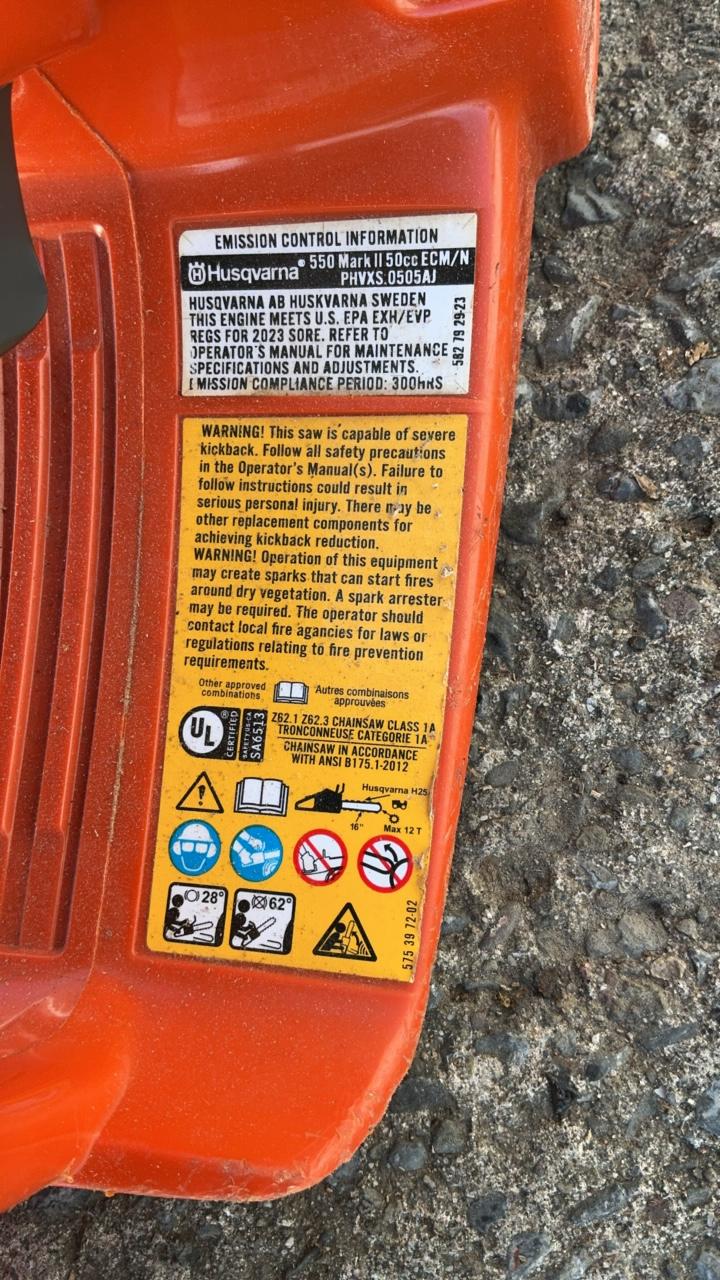 EMISSION CONTROL INFORMATION
Husqvarna® 550 Mark II 50cc ECM/N
PHVXS.0505AJ
HUSQVARNA AB HUSKVARNA SWEDEN
THIS ENGINE MEETS U.S. EPA EXH/EVP
REGS FOR 2023 SORE. REFER TO
OPERATOR'S MANUAL FOR MAINTENANCE
SPECIFICATIONS AND ADJUSTMENTS.
EMISSION COMPLIANCE PERIOD: 300HRS
582 79 29-23
WARNING! This saw is capable of severe
kickback. Follow all safety precautions
in the Operator's Manual(s). Failure to
follow instructions could result in
serious personal injury. There may be
other replacement components for
achieving kickback reduction.
WARNING! Operation of this equipment
may create sparks that can start fires
around dry vegetation. A spark arrester
may be required. The operator should
contact local fire agencies for laws or
regulations relating to fire prevention
requirements.
Other approved
combinations
Autres combinaisons
approuvées
UL ®
CERTIFIED
SAFETY US-CA
SA6513
Z62.1 Z62.3 CHAINSAW CLASS 1A
TRONCONNEUSE CATEGORIE 1A
CHAINSAW IN ACCORDANCE
WITH ANSI B175.1-2012
Husqvarna H25
16"
Max 12 T
28°
62°
575 39 72-02